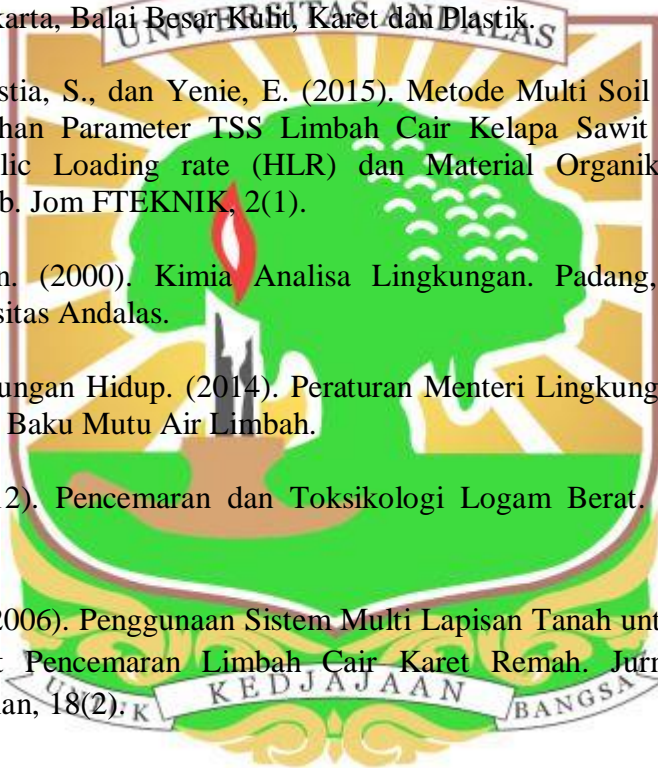 karta, Balai Besar Kulit, Karet dan Plastik.
UNIVERSITAS ANDALAS
stia, S., dan Yenie, E. (2015). Metode Multi Soil
han Parameter TSS Limbah Cair Kelapa Sawit
lic Loading rate (HLR) dan Material Organik
b. Jom FTEKNIK, 2(1).
n. (2000). Kimia Analisa Lingkungan. Padang,
sitas Andalas.
ungan Hidup. (2014). Peraturan Menteri Lingkung
Baku Mutu Air Limbah.
2). Pencemaran dan Toksikologi Logam Berat.
2006). Penggunaan Sistem Multi Lapisan Tanah unt
t Pencemaran Limbah Cair Karet Remah. Jurn
an, 18(2).
UNTUK KEDJAJAAN BANGSA